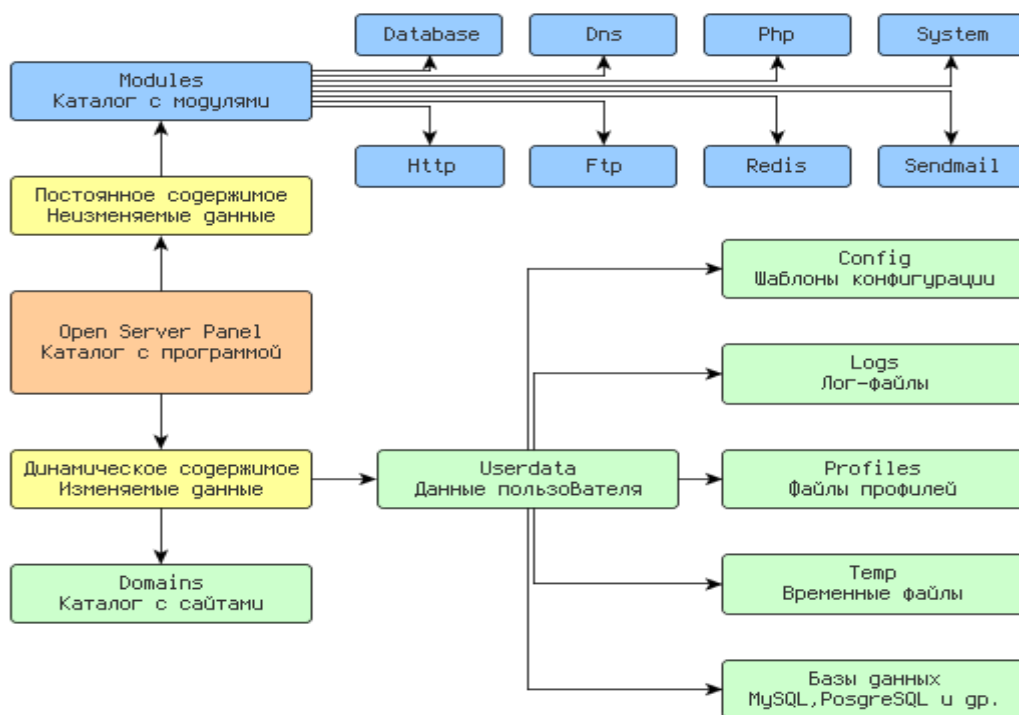 Database
Dns
Php
System
Modules
Каталог с модулями
Http
Ftp
Redis
Sendmail
Постоянное содержимое
Неизменяемые данные
Config
Шаблоны конфигурации
Open Server Panel
Каталог с программой
Logs
Лог-файлы
Динамическое содержимое
Изменяемые данные
Userdata
Данные пользователя
Profiles
Файлы профилей
Domains
Каталог с сайтами
Temp
Временные файлы
Базы данных
MySQL,PosgreSQL и др.